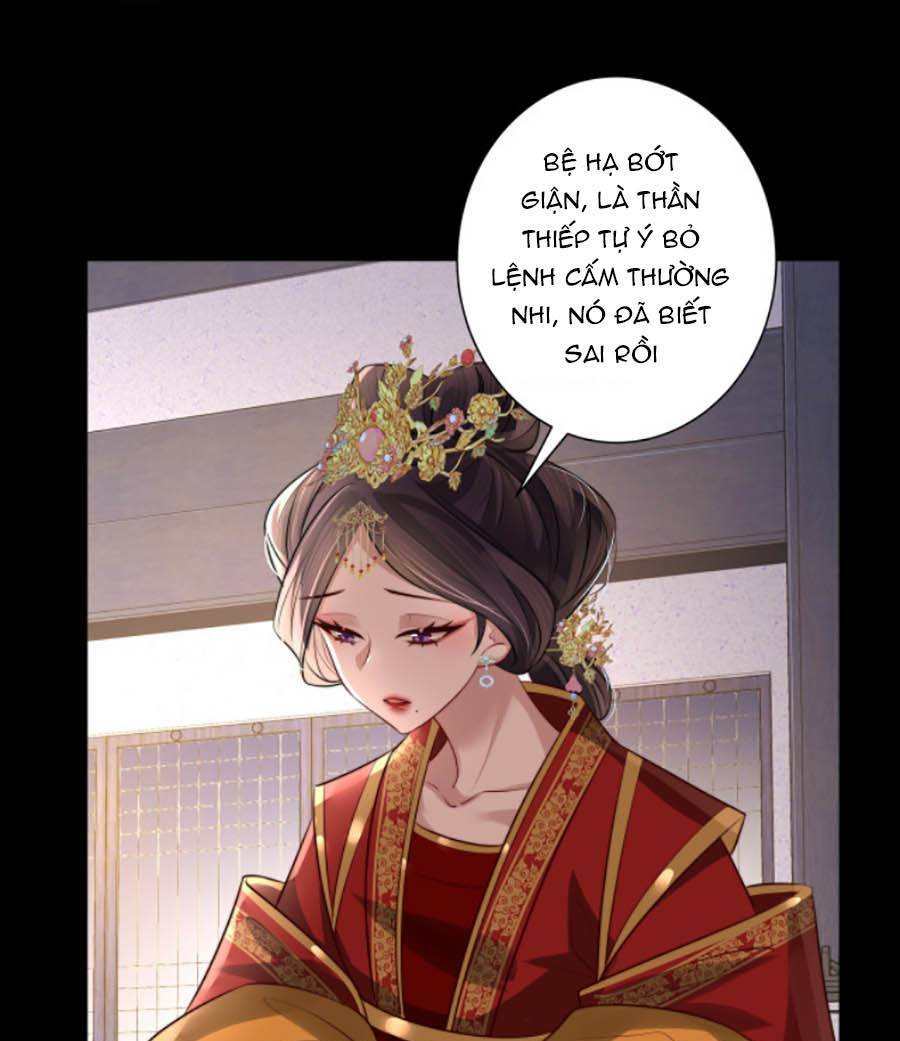 BỆ HẠ BỚT
GIẬN, LÀ THẦN
THIẾP TỰ Ý BỎ
LỆNH CẤM THƯỜNG
NHI, NÓ ĐÃ BIẾT
SAI RỒI